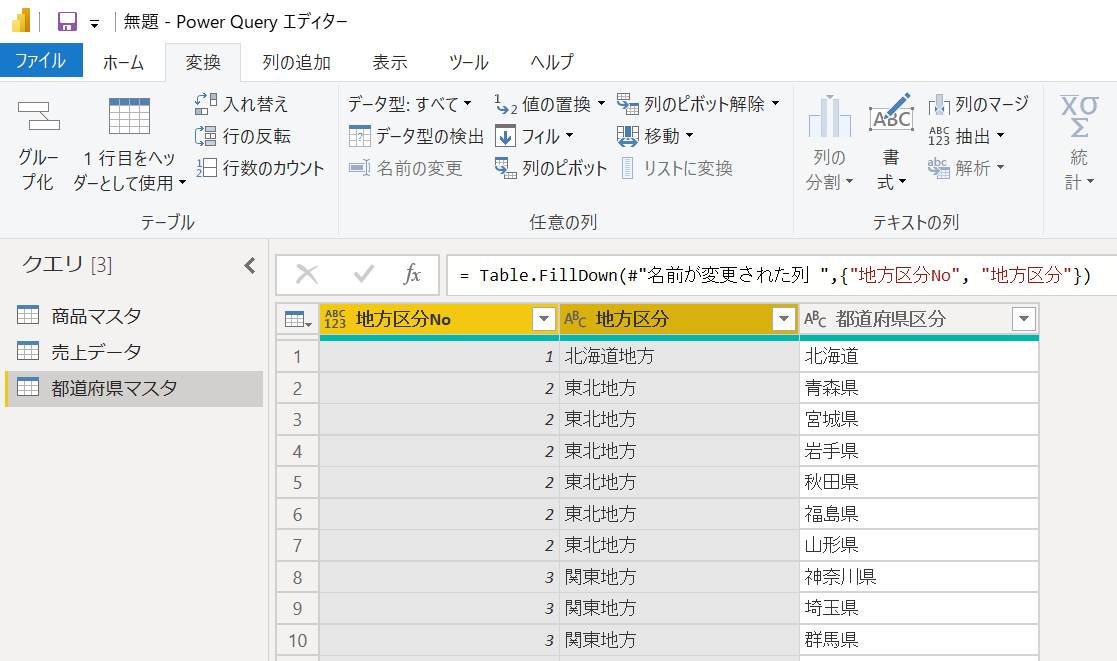 無題 - Power Query エディター
ファイル ホーム 変換 列の追加 表示 ツール ヘルプ
グルー
プ化
1 行目をヘッ
ダーとして使用
入れ替え
行の反転
行数のカウント
テーブル
データ型: すべて
データ型の検出
名前の変更
1 2 値の置換
フィル
列のピボット
列のピボット解除
移動
リストに変換
任意の列
列の
分割
ABC
書
式
列のマージ
ABC
123 抽出
abc 解析
テキストの列
XΣσ
統
計
クエリ [3]
商品マスタ
売上データ
都道府県マスタ
fx = Table.FillDown(#"名前が変更された列 ",{"地方区分No", "地方区分"})
ABC
123 地方区分No ABC 地方区分 ABC 都道府県区分
1 1 北海道地方 北海道
2 2 東北地方 青森県
3 2 東北地方 宮城県
4 2 東北地方 岩手県
5 2 東北地方 秋田県
6 2 東北地方 福島県
7 2 東北地方 山形県
8 3 関東地方 神奈川県
9 3 関東地方 埼玉県
10 3 関東地方 群馬県